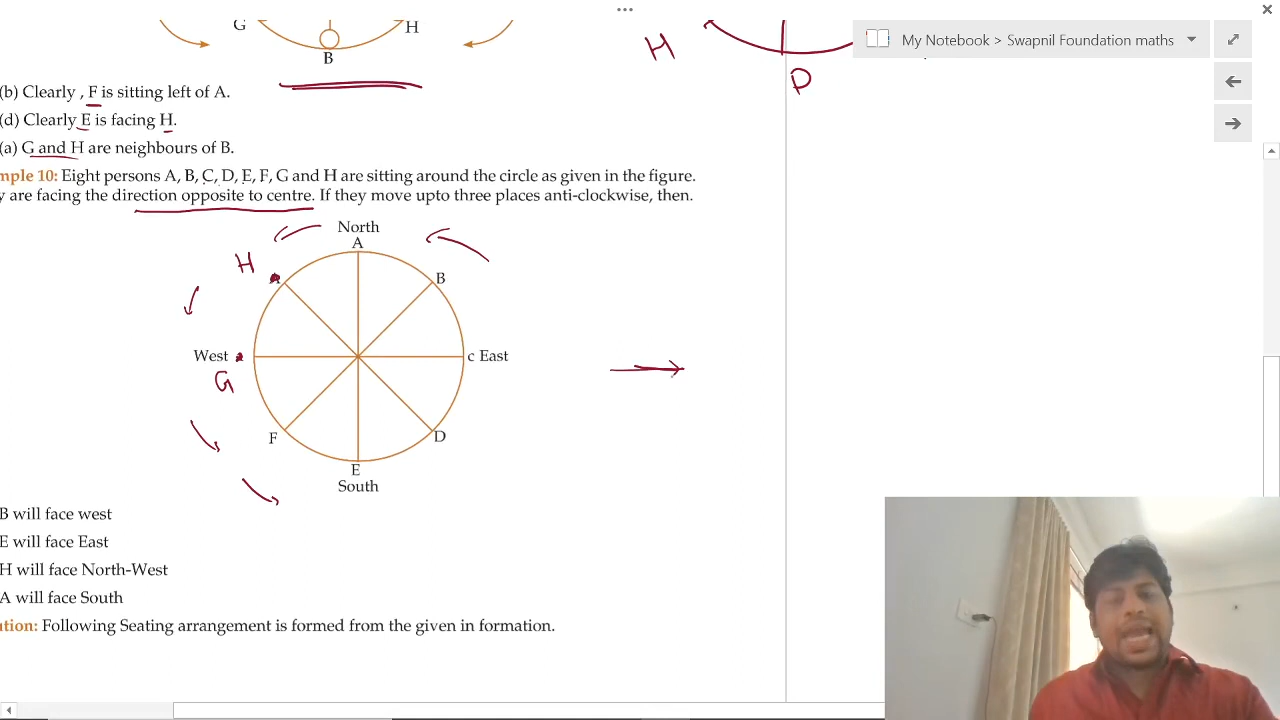 G
H
B
H
D
My Notebook > Swapnil Foundation maths
(b) Clearly , F is sitting left of A.
(d) Clearly E is facing H.
(a) G and H are neighbours of B.
mple 10: Eight persons A, B, C, D, E, F, G and H are sitting around the circle as given in the figure.
y are facing the direction opposite to centre. If they move upto three places anti-clockwise, then.
North
A
H
B
West
c East
G
F
D
E
South
B will face west
E will face East
H will face North-West
A will face South
ution: Following Seating arrangement is formed from the given in formation.